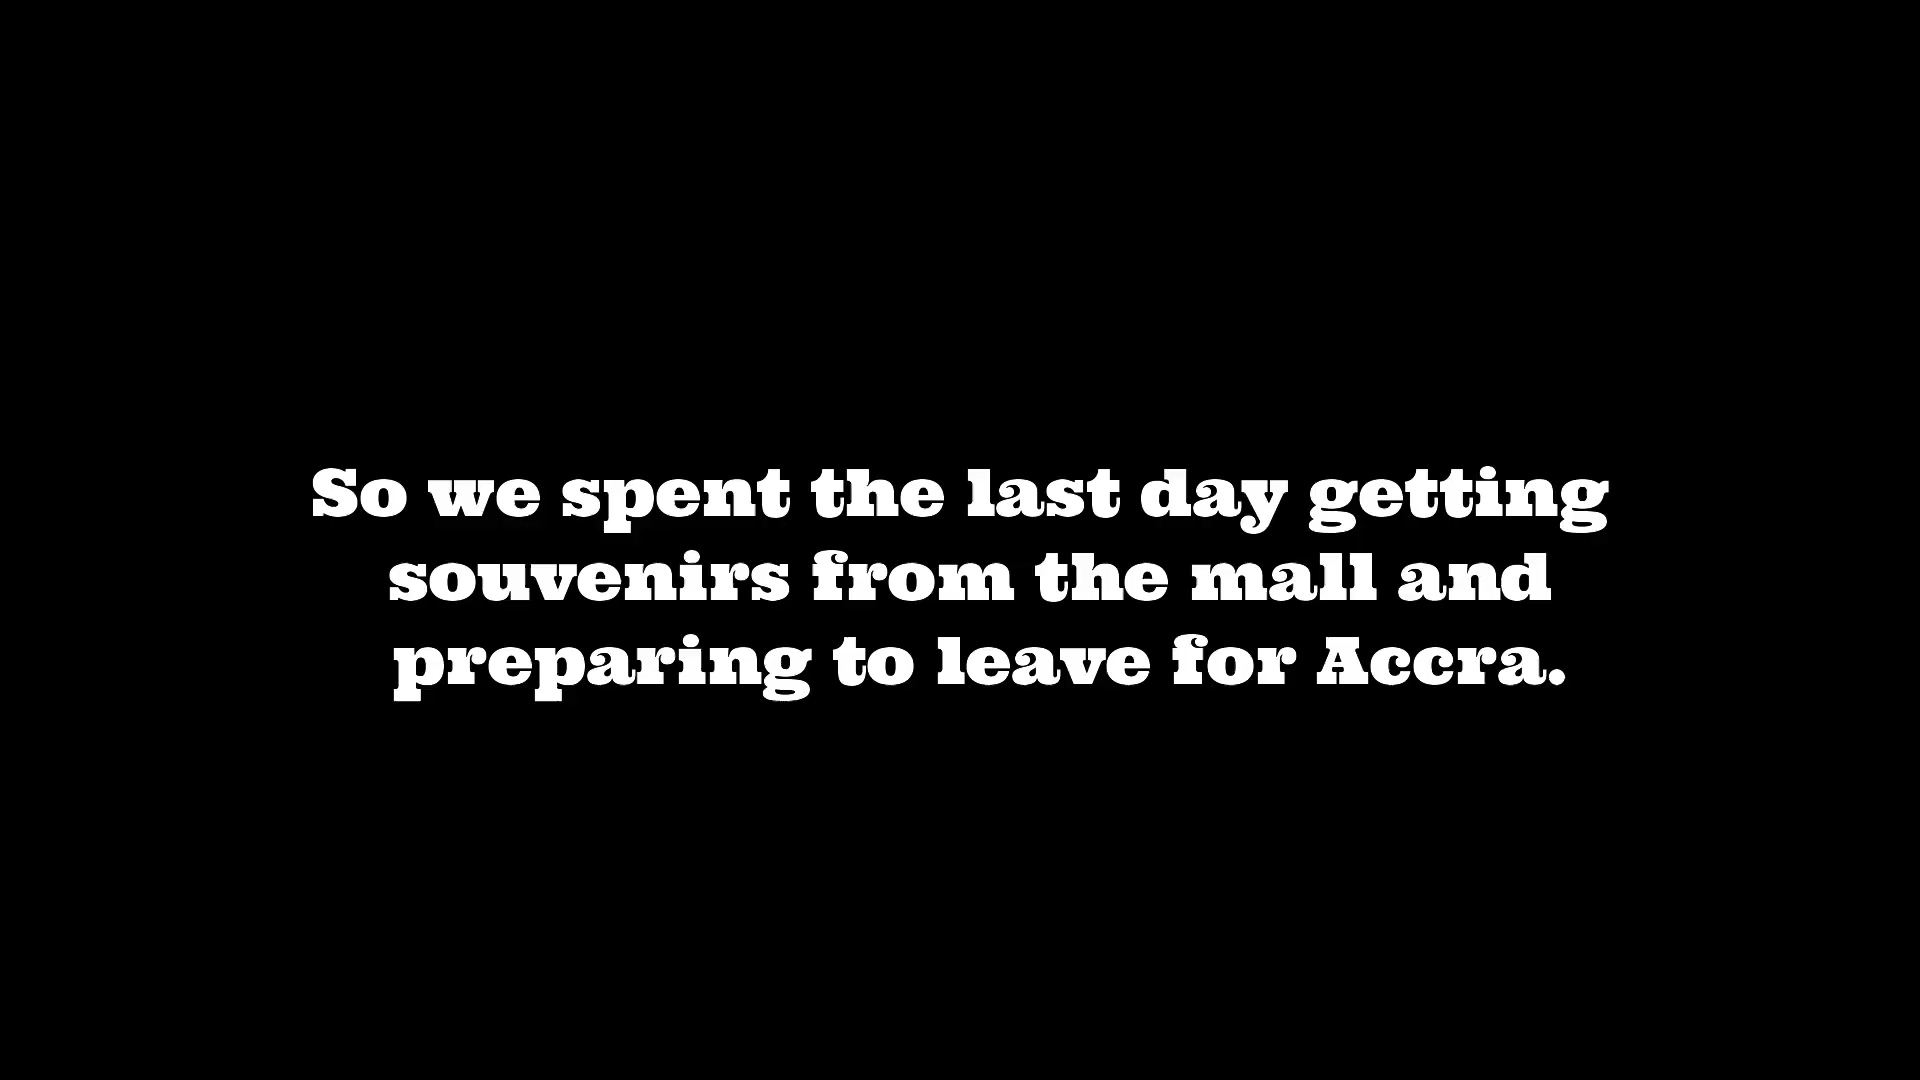 So we spent the last day getting
souvenirs from the mall and
preparing to leave for Accra.